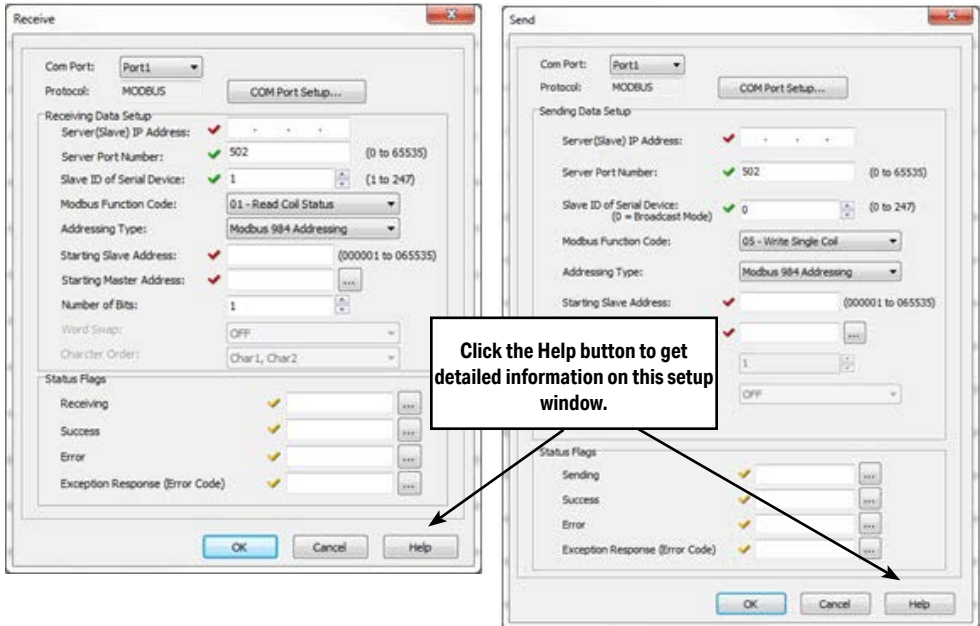 Receive
Com Port: Port1
Protocol: MODBUS COM Port Setup...
Receiving Data Setup
Server(Slave) IP Address: . . .
Server Port Number: 502 (0 to 65535)
Slave ID of Serial Device: 1 (1 to 247)
Modbus Function Code: 01 - Read Coil Status
Addressing Type: Modbus 984 Addressing
Starting Slave Address: (000001 to 065535)
Starting Master Address: ...
Number of Bits: 1
Word Swap: OFF
Charcter Order: Char1, Char2
Status Flags
Receiving ...
Success ...
Error ...
Exception Response (Error Code) ...
OK Cancel Help
Send
Com Port: Port1
Protocol: MODBUS COM Port Setup...
Sending Data Setup
Server(Slave) IP Address: . . .
Server Port Number: 502 (0 to 65535)
Slave ID of Serial Device: 0 (0 to 247)
(0 = Broadcast Mode)
Modbus Function Code: 05 - Write Single Coil
Addressing Type: Modbus 984 Addressing
Starting Slave Address: (000001 to 065535)
...
1
OFF
Status Flags
Sending ...
Success ...
Error ...
Exception Response (Error Code) ...
OK Cancel Help
Click the Help button to get
detailed information on this setup
window.